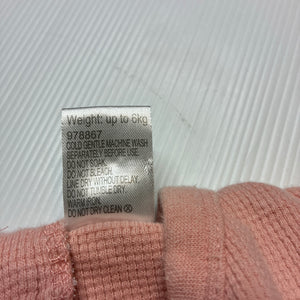 Weight: up to 6kg
978867
COLD GENTLE MACHINE WASH
SEPARATELY BEFORE USE.
DO NOT SOAK.
DO NOT BLEACH.
LINE DRY WITHOUT DELAY.
DO NOT TUMBLE DRY.
WARM IRON.
DO NOT DRY CLEAN